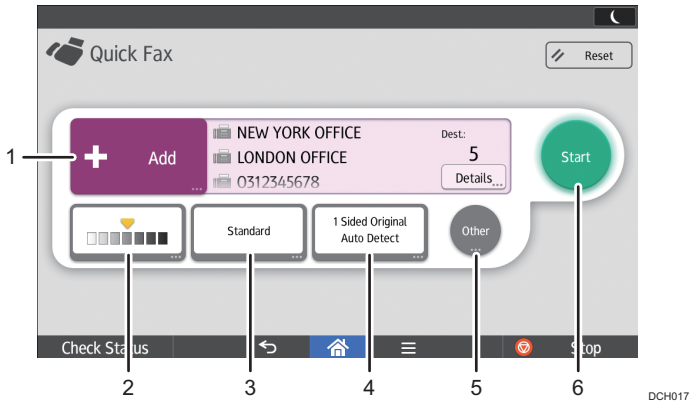 Quick Fax
Reset
1
Add
NEW YORK OFFICE
LONDON OFFICE
0312345678
Dest.:
5
Details
Start
Standard
1 Sided Original
Auto Detect
Other
Check Status
Stop
2
3
4
5
6
DCH017